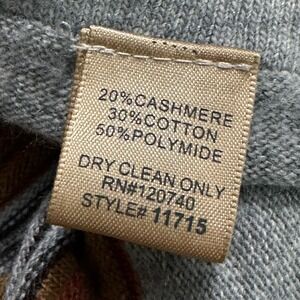 20%CASHMERE
30%COTTON
50%POLYMIDE
DRY CLEAN ONLY
RN#120740
STYLE# 11715